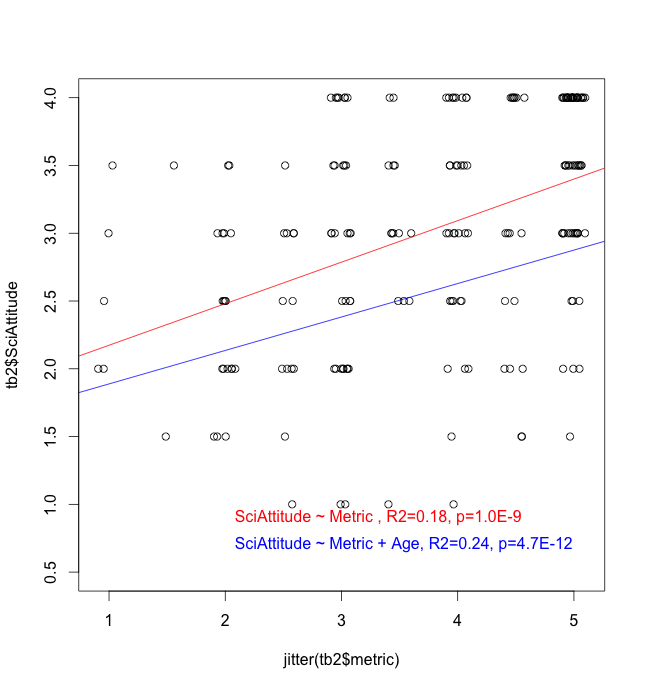 4.0
3.5
3.0
2.5
2.0
1.5
1.0
0.5
tb2$SciAttitude
SciAttitude ~ Metric , R2=0.18, p=1.0E-9
SciAttitude ~ Metric + Age, R2=0.24, p=4.7E-12
1 2 3 4 5
jitter(tb2$metric)